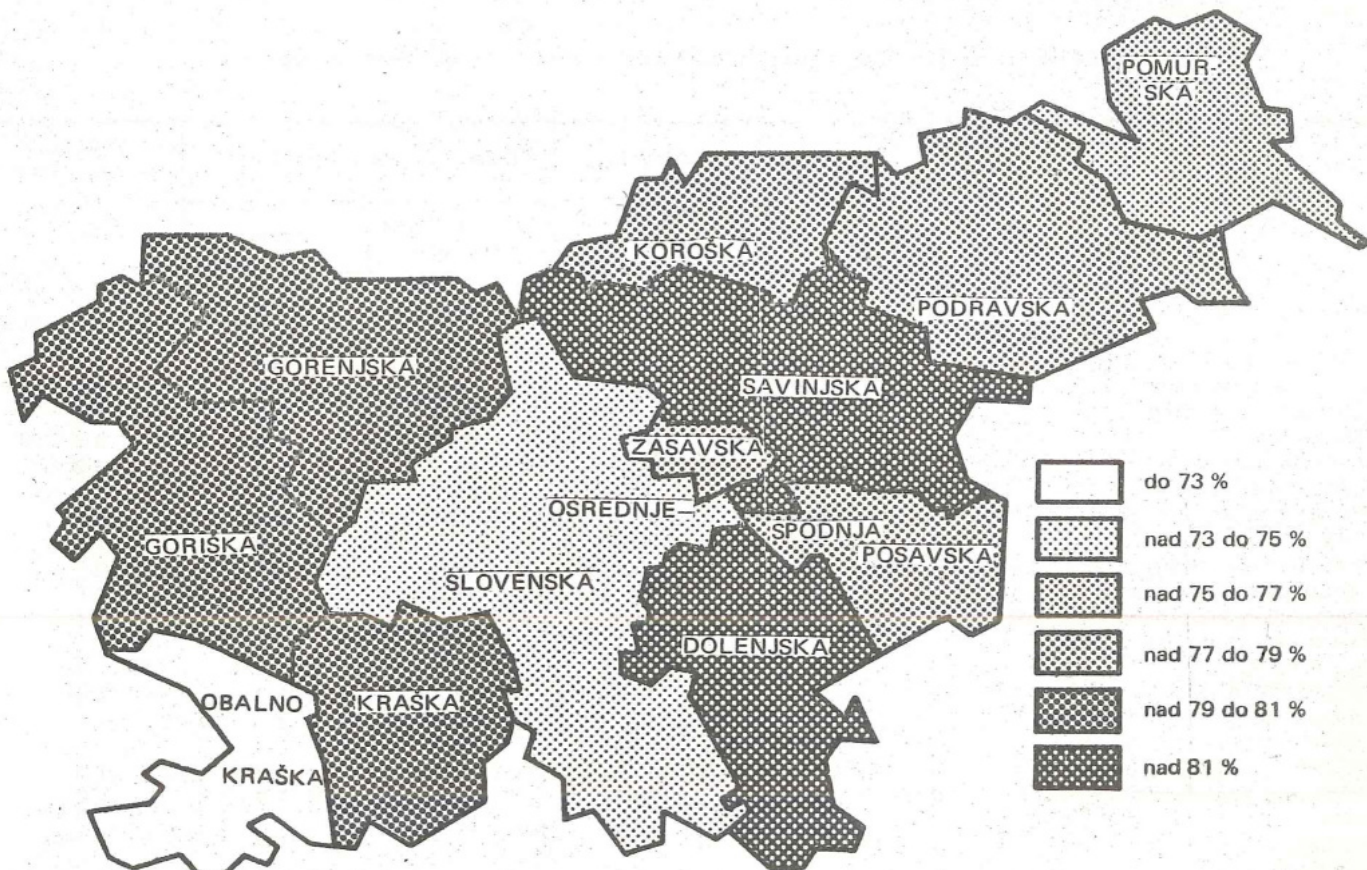 POMUR-
SKA
KOROŠKA
PODRAVSKA
GORENJSKA
SAVINJSKA
ZASAVSKA
OSREDNJE—
SLOVENSKA
SPODNJA
POSAVSKA
GORIŠKA
DOLENJSKA
OBALNO
KRAŠKA
KRAŠKA
do 73 %
nad 73 do 75 %
nad 75 do 77 %
nad 77 do 79 %
nad 79 do 81 %
nad 81 %